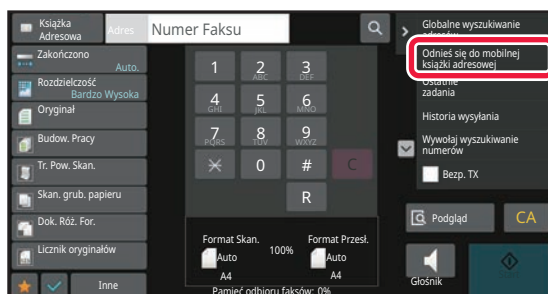 Książka
Adresowa
Adres
Numer Faksu
Zakończono
Auto.
Rozdzielczość
Bardzo Wysoka
Oryginał
Budow. Pracy
Tr. Pow. Skan.
Skan. grub. papieru
Dok. Róż. For.
Licznik oryginałów
Inne
1
2
ABC
3
DEF
4
GHI
5
JKL
6
MNO
7
PQRS
8
TUV
9
WXYZ
0
#
C
R
Format Skan.
Auto
A4
100%
Format Przesł.
Auto
A4
Pamięć odbioru faksów: 0%
Globalne wyszukiwanie
adresów
Odnieś się do mobilnej
książki adresowej
Ostatnie
zadania
Historia wysyłania
Wywołaj wyszukiwanie
numerów
Bezp. TX
Podgląd
CA
Głośnik